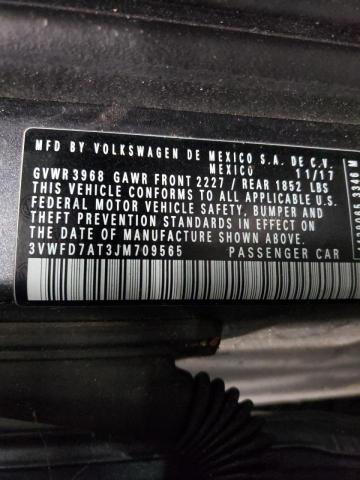 MFD BY VOLKSWAGEN DE MEXICO S.A. DE C.V.
MEXICO 11/17
GVWR 3968 GAWR FRONT 2227 / REAR 1852 LBS
THIS VEHICLE CONFORMS TO ALL APPLICABLE U.S.
FEDERAL MOTOR VEHICLE SAFETY, BUMPER AND
THEFT PREVENTION STANDARDS IN EFFECT ON
THE DATE OF MANUFACTURE SHOWN ABOVE.
3VWFD7AT3JM709565 PASSENGER CAR